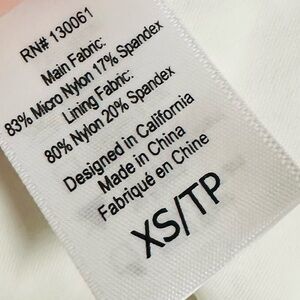 RN# 130061
Main Fabric:
83% Micro Nylon 17% Spandex
Lining Fabric:
80% Nylon 20% Spandex
Designed in California
Made in China
Fabriqué en Chine
XS/TP